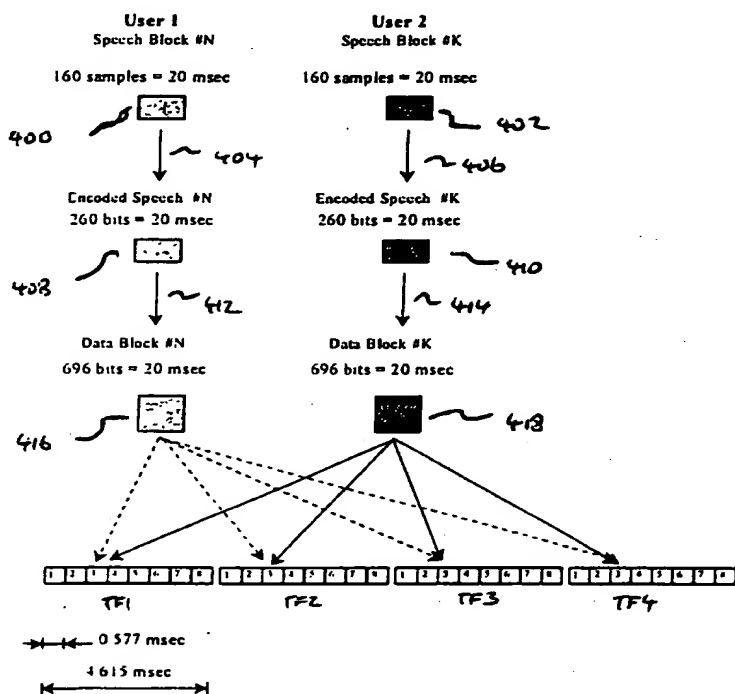 User 1 User 2
Speech Block #N Speech Block #K
160 samples = 20 msec 160 samples = 20 msec
400 402
404 406
Encoded Speech #N Encoded Speech #K
260 bits = 20 msec 260 bits = 20 msec
408 410
412 414
Data Block #N Data Block #K
696 bits = 20 msec 696 bits = 20 msec
416 418
1 2 3 4 5 6 7 8 1 2 3 4 5 6 7 8 1 2 3 4 5 6 7 8 1 2 3 4 5 6 7 8
TF1 TF2 TF3 TF4
0 577 msec
4 615 msec